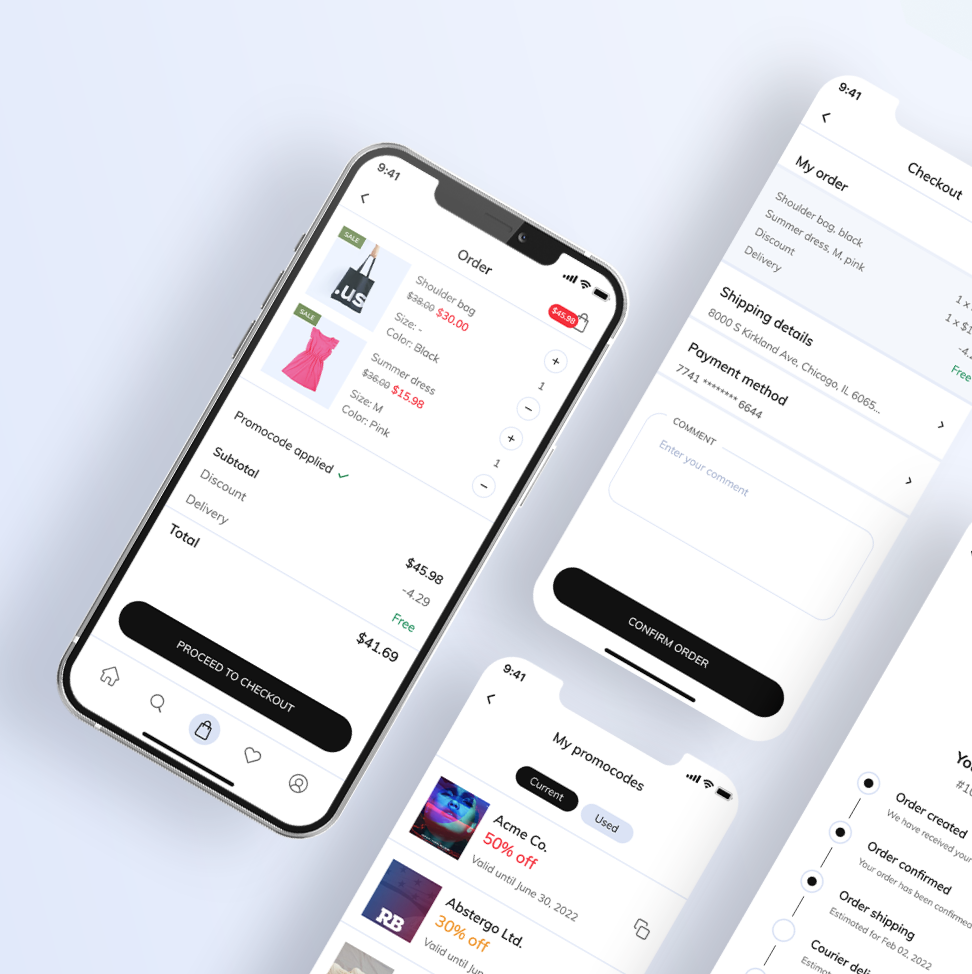 9:41
Order
$45.98
SALE
.us
Shoulder bag
$38.00 $30.00
Size: -
Color: Black
+
1
−
SALE
Summer dress
$36.00 $15.98
Size: M
Color: Pink
+
1
−
Promocode applied
Subtotal
$45.98
Discount
-4.29
Delivery
Free
Total
$41.69
PROCEED TO CHECKOUT
9:41
Checkout
My order
Shoulder bag, black
1 x
Summer dress, M, pink
1 x $1
Discount
-4.2
Delivery
Free
Shipping details
8000 S Kirkland Ave, Chicago, IL 6065...
Payment method
7741 ******** 6644
COMMENT
Enter your comment
CONFIRM ORDER
9:41
My promocodes
Current
Used
Acme Co.
50% off
Valid until June 30, 2022
RB
Abstergo Ltd.
30% off
Valid until Jun
You
#10
Order created
We have received your
Order confirmed
Your order has been confirmed
Order shipping
Estimated for Feb 02, 2022
Courier deli
Estimat